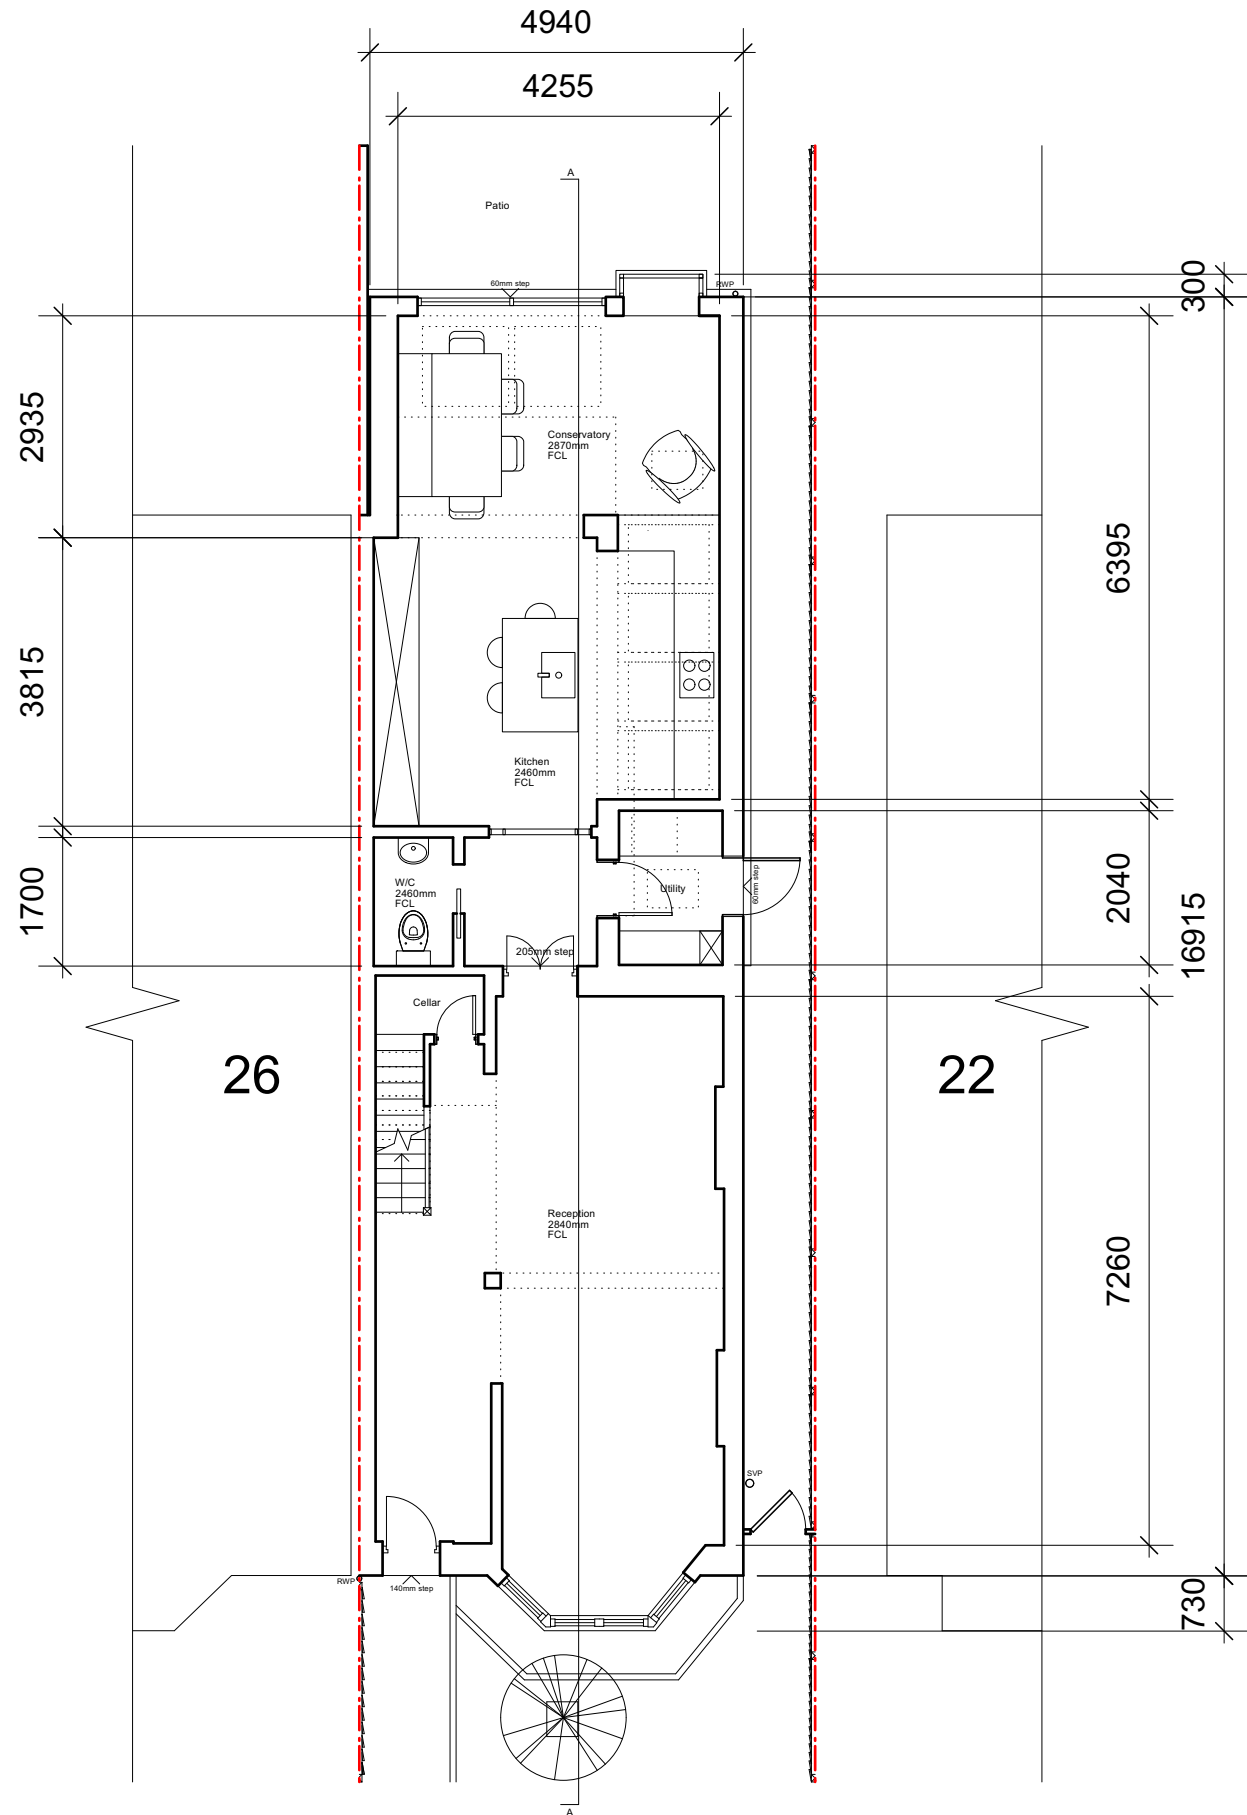 4940
4255
A
Patio
60mm step
RWP
300
2935
Conservatory
2870mm
FCL
6395
3815
Kitchen
2460mm
FCL
1700
W/C
2460mm
FCL
Utility
60mm step
2040
16915
205mm step
Cellar
26
22
Reception
2840mm
FCL
7260
SVP
RWP
140mm step
730
A